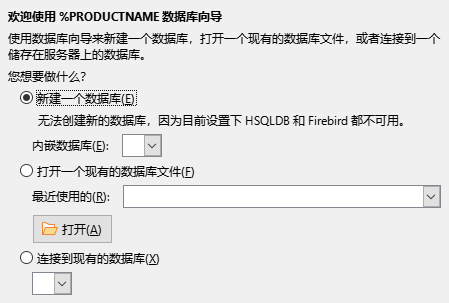 欢迎使用 %PRODUCTNAME 数据库向导
使用数据库向导来新建一个数据库，打开一个现有的数据库文件，或者连接到一个
储存在服务器上的数据库。
您想要做什么?
新建一个数据库(E)
无法创建新的数据库，因为目前设置下 HSQLDB 和 Firebird 都不可用。
内嵌数据库(E):
打开一个现有的数据库文件(F)
最近使用的(R):
打开(A)
连接到现有的数据库(X)